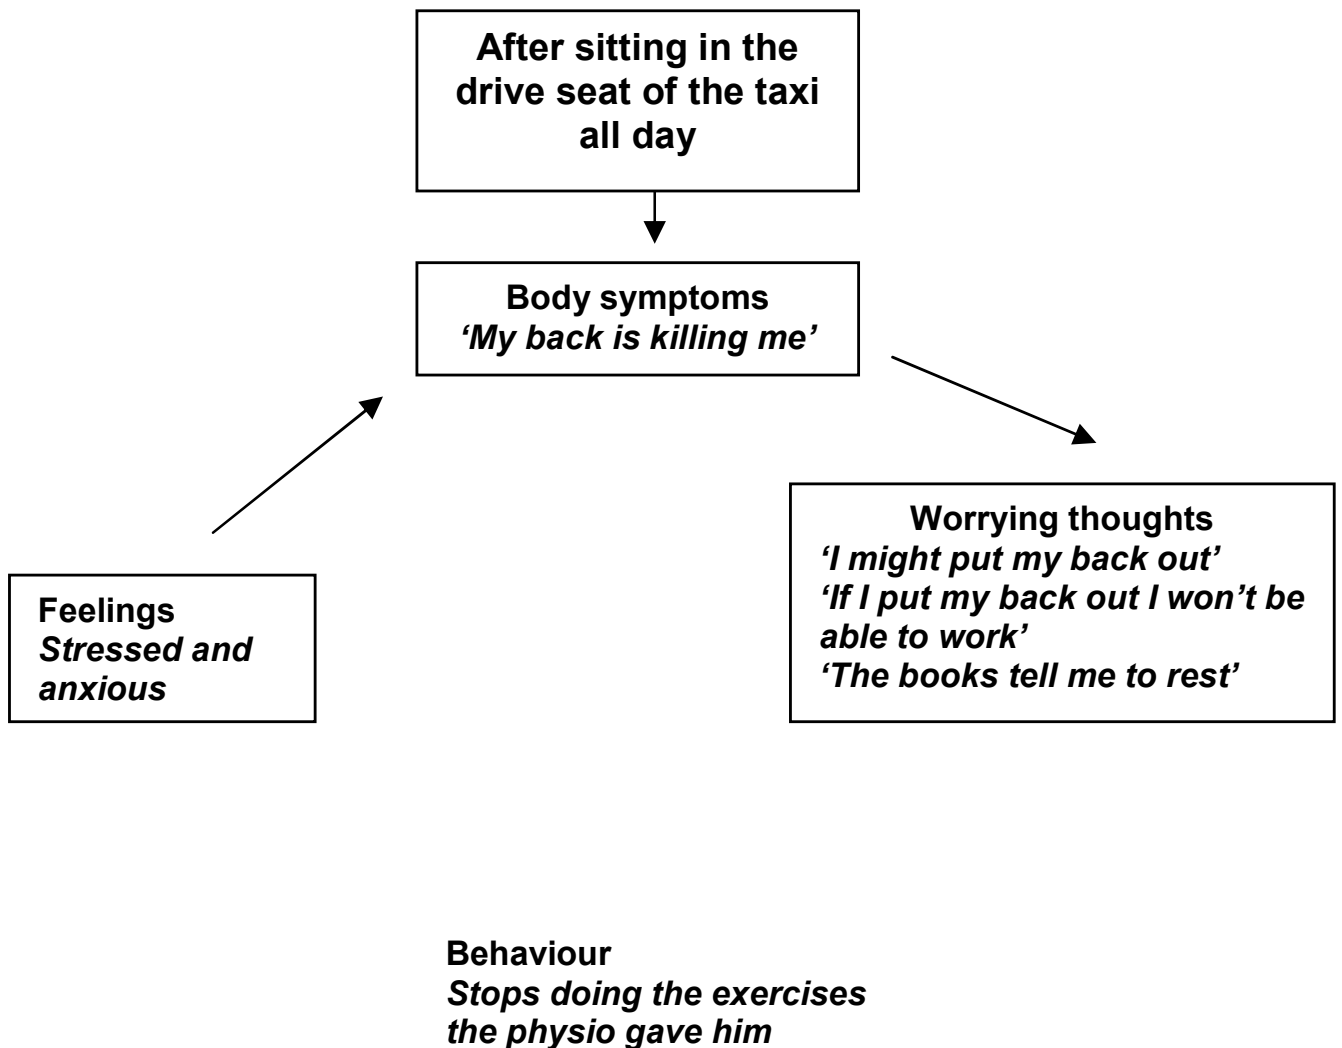 After sitting in the
drive seat of the taxi
all day
Body symptoms
‘My back is killing me’
Worrying thoughts
‘I might put my back out’
‘If I put my back out I won’t be
able to work’
‘The books tell me to rest’
Feelings
Stressed and
anxious
Behaviour
Stops doing the exercises
the physio gave him